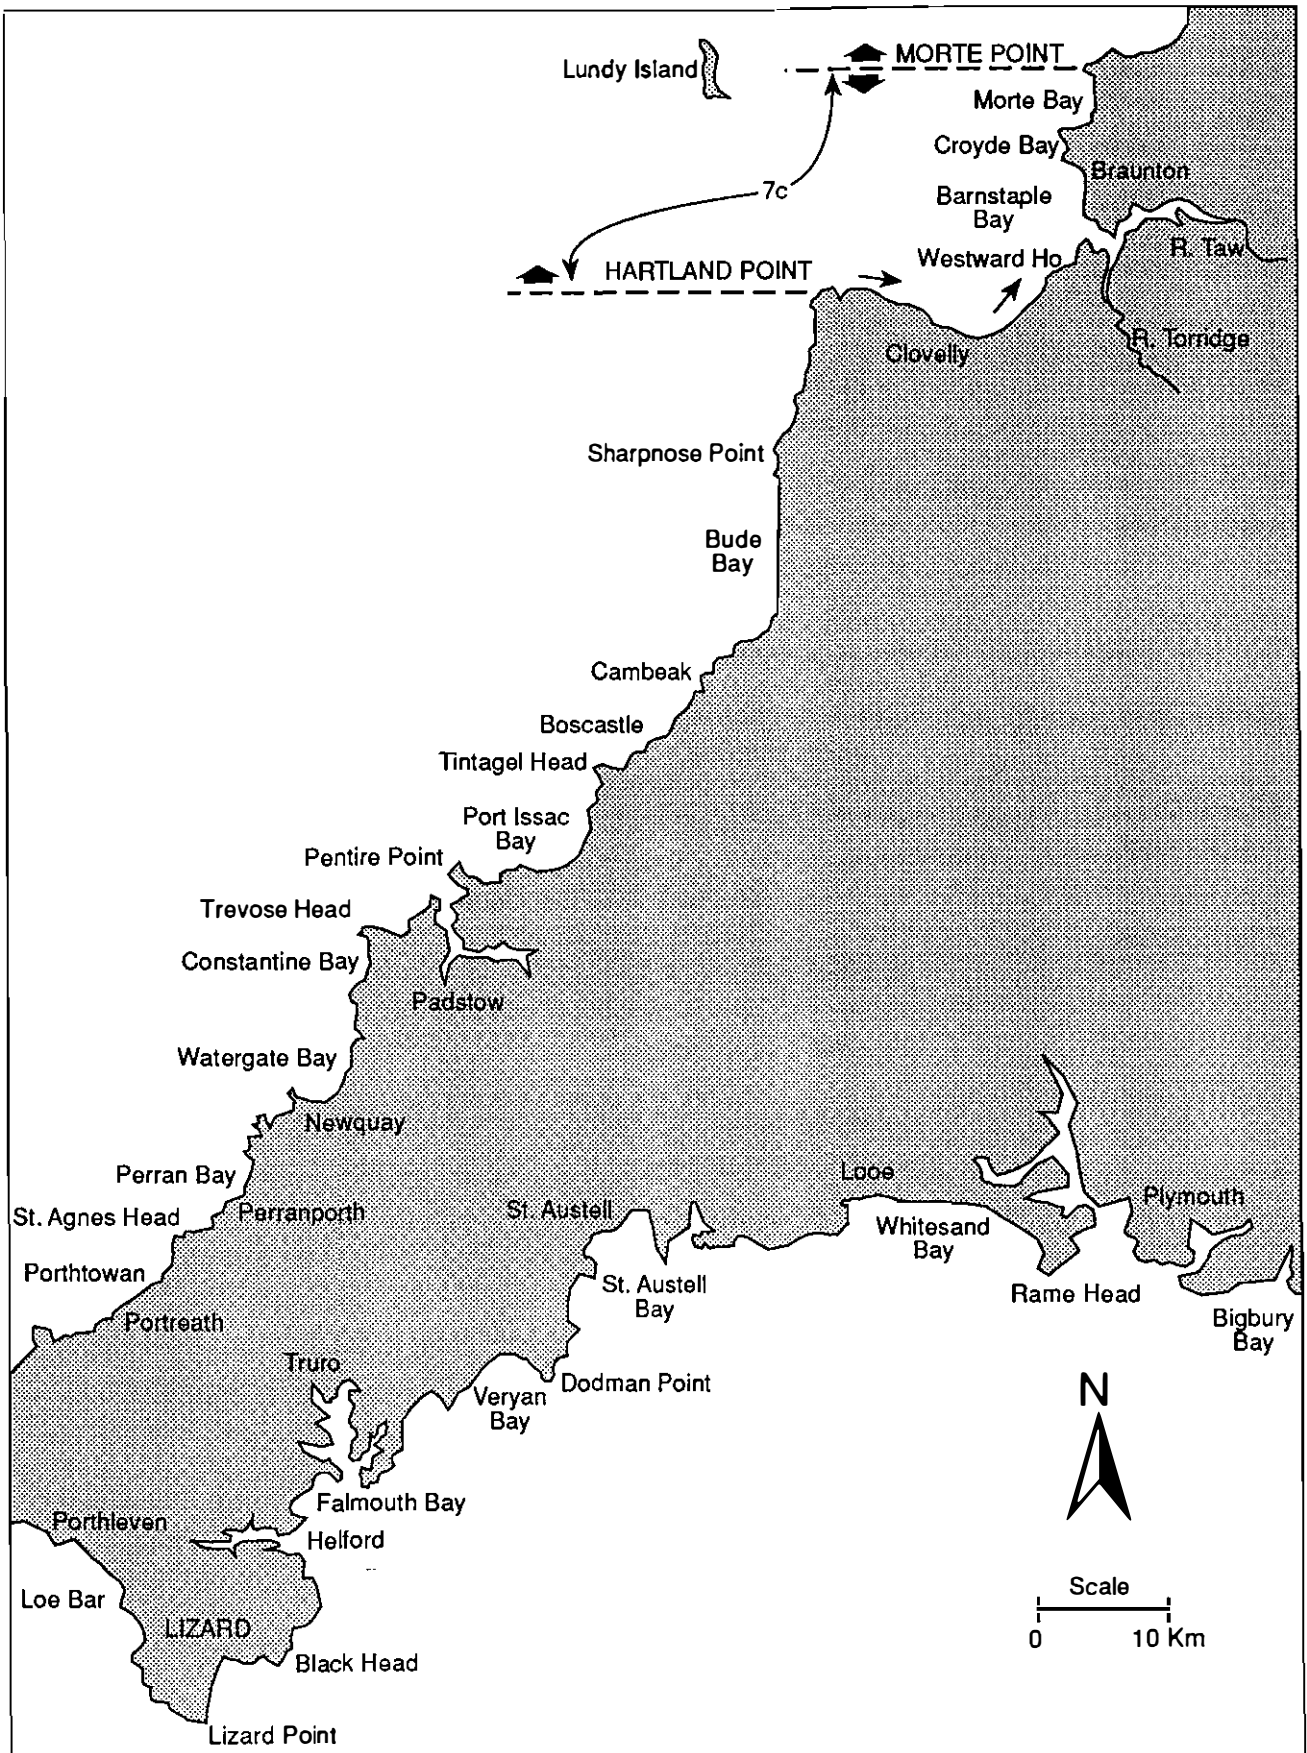 MORTE POINT
Lundy Island
Morte Bay
Croyde Bay
Braunton
7c
Barnstaple
Bay
R. Taw
Westward Ho
HARTLAND POINT
R. Torridge
Clovelly
Sharpnose Point
Bude
Bay
Cambeak
Boscastle
Tintagel Head
Port Issac
Bay
Pentire Point
Trevose Head
Constantine Bay
Padstow
Watergate Bay
Newquay
Perran Bay
Looe
Plymouth
St. Agnes Head
Perranporth
St. Austell
Whitesand
Bay
Porthtowan
St. Austell
Bay
Rame Head
Bigbury
Bay
Portreath
Truro
Dodman Point
Veryan
Bay
N
Falmouth Bay
Porthleven
Helford
Loe Bar
Scale
LIZARD
0 10 Km
Black Head
Lizard Point